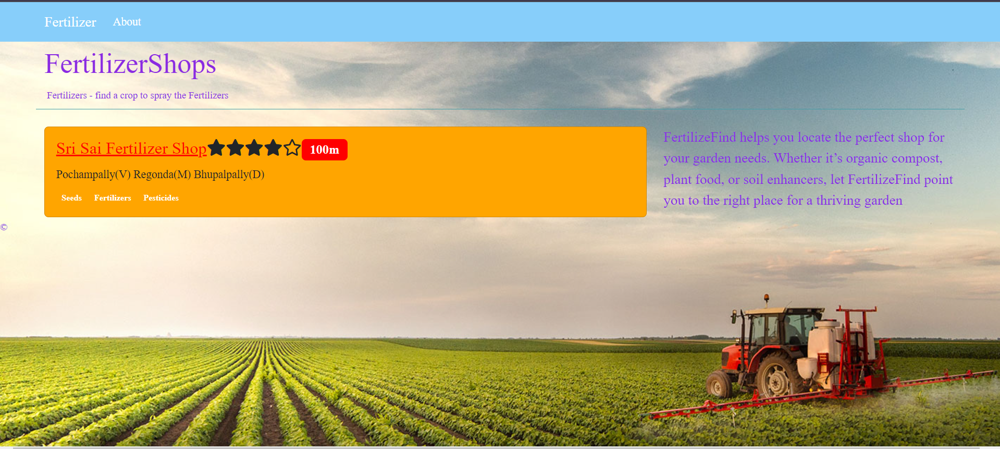 Fertilizer About
FertilizerShops
Fertilizers - find a crop to spray the Fertilizers
Sri Sai Fertilizer Shop 100m
Pochampally(V) Regonda(M) Bhupalpally(D)
Seeds Fertilizers Pesticides
FertilizeFind helps you locate the perfect shop for
your garden needs. Whether it’s organic compost,
plant food, or soil enhancers, let FertilizeFind point
you to the right place for a thriving garden
©